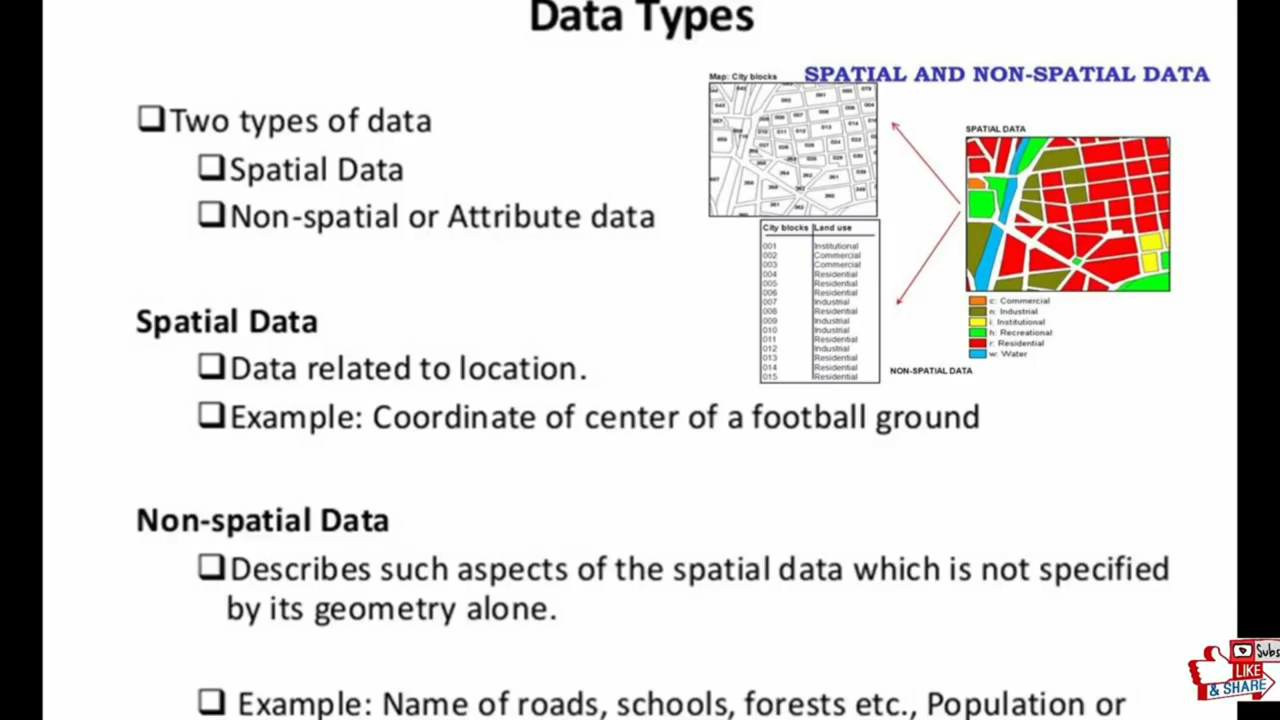 Data Types
❑Two types of data
❑Spatial Data
❑Non-spatial or Attribute data
Spatial Data
❑Data related to location.
❑Example: Coordinate of center of a football ground
Non-spatial Data
❑Describes such aspects of the spatial data which is not specified
by its geometry alone.
❑ Example: Name of roads, schools, forests etc., Population or
SPATIAL AND NON-SPATIAL DATA
Map: City blocks
SPATIAL DATA
City blocks Land use
001 Institutional
002 Commercial
003 Commercial
004 Residential
005 Residential
006 Residential
007 Industrial
008 Residential
009 Industrial
010 Industrial
011 Residential
012 Industrial
013 Residential
014 Residential
015 Residential
c: Commercial
n: Industrial
i: Institutional
h: Recreational
r: Residential
w: Water
NON-SPATIAL DATA
Subs
LIKE
& SHARE